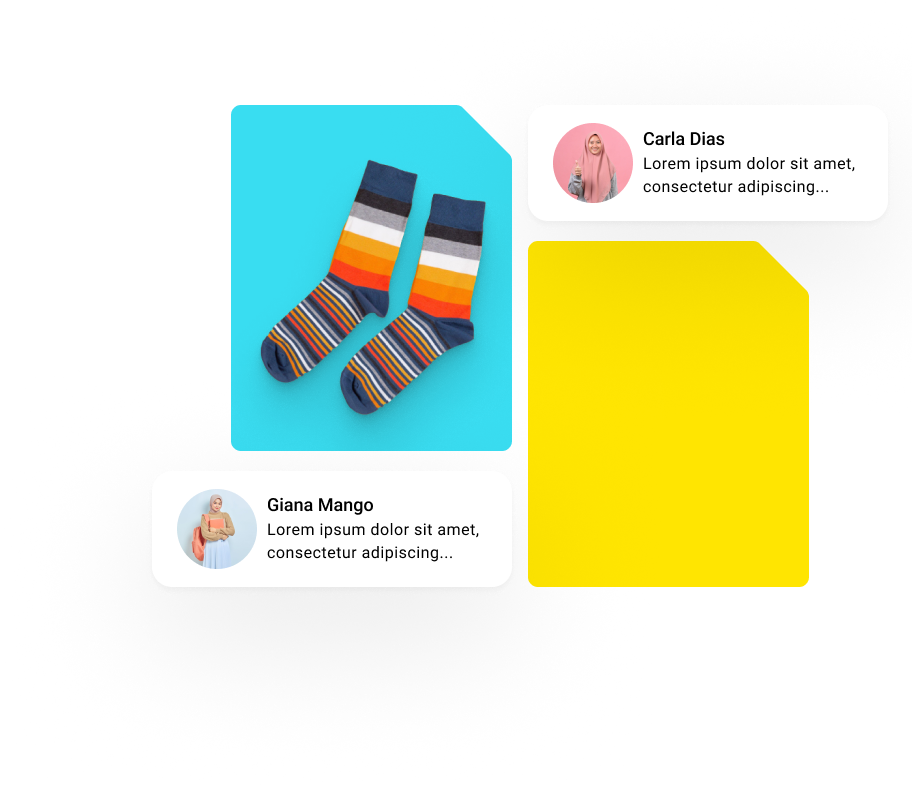 Carla Dias
Lorem ipsum dolor sit amet,
consectetur adipiscing...
Giana Mango
Lorem ipsum dolor sit amet,
consectetur adipiscing...